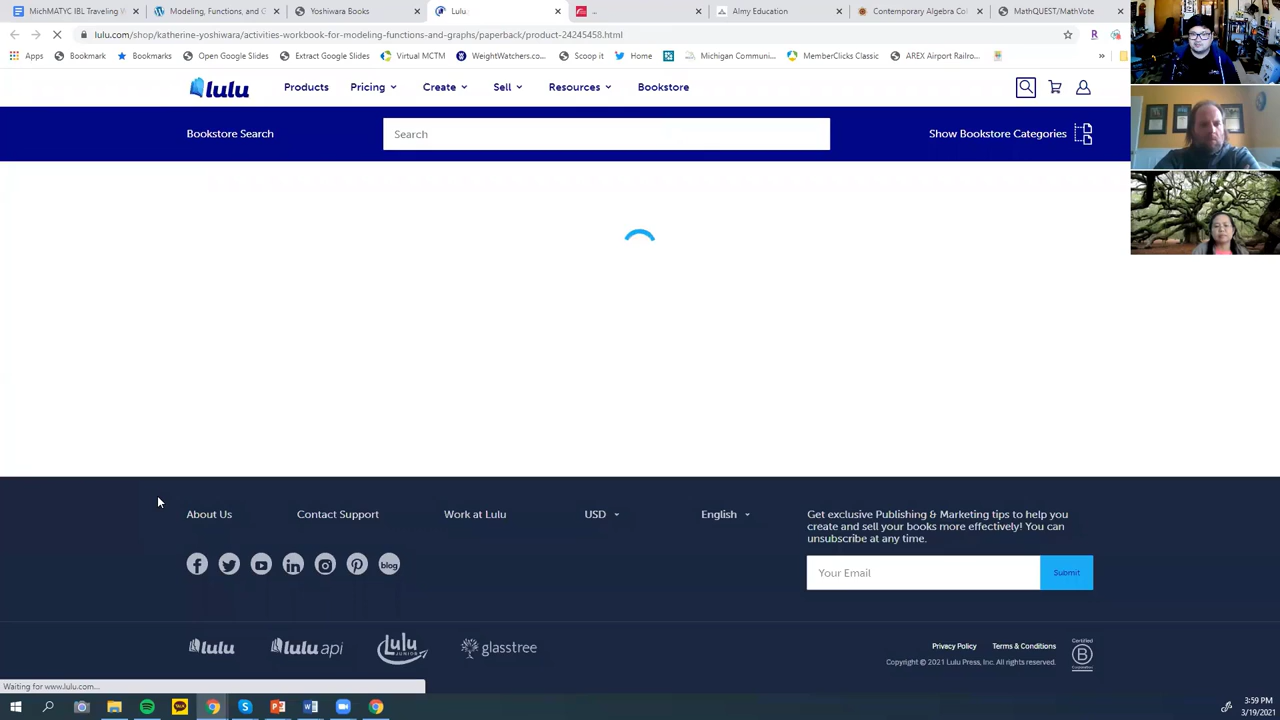 MichMATYC IBL Traveling W
Modeling, Functions, and G
Yoshiwara Books
Lulu
...
Almy Education
Contemporary Algebra Col
MathQUEST/MathVote
lulu.com/shop/katherine-yoshiwara/activities-workbook-for-modeling-functions-and-graphs/paperback/product-24245458.html
Apps
Bookmark
Bookmarks
Open Google Slides
Extract Google Slides
Virtual MCTM
WeightWatchers.com...
Scoop it
Home
Michigan Communi...
MemberClicks Classic
AREX Airport Railro...
»
lulu
Products
Pricing
Create
Sell
Resources
Bookstore
Bookstore Search
Search
Show Bookstore Categories
About Us
Contact Support
Work at Lulu
USD
English
Get exclusive Publishing & Marketing tips to help you
create and sell your books more effectively! You can
unsubscribe at any time.
blog
Your Email
Submit
lulu
lulu api
Lulu
JUNIOR
glasstree
Privacy Policy
Terms & Conditions
Copyright © 2021 Lulu Press, Inc. All rights reserved.
Certified
B
Corporation
Waiting for www.lulu.com...
3:59 PM
3/19/2021